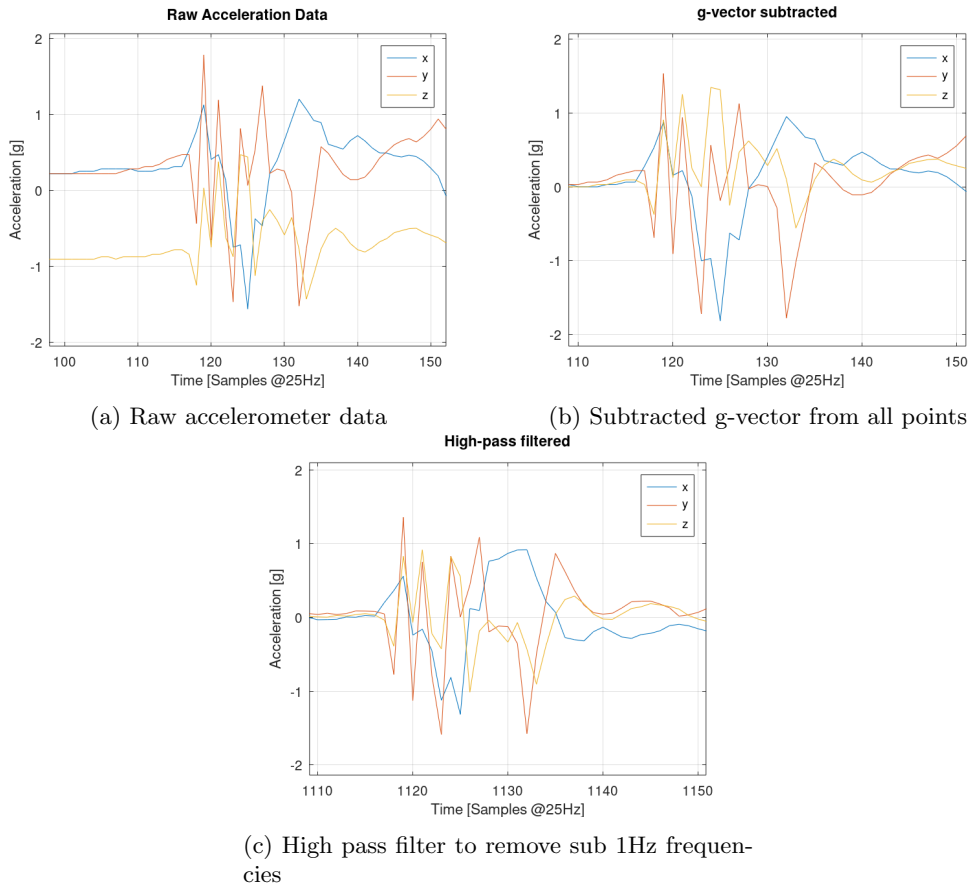 Raw Acceleration Data
2
1
0
-1
-2
Acceleration [g]
100
110
120
130
140
150
Time [Samples @25Hz]
x
y
z
(a) Raw accelerometer data
g-vector subtracted
2
1
0
-1
-2
Acceleration [g]
110
120
130
140
150
Time [Samples @25Hz]
x
y
z
(b) Subtracted g-vector from all points
High-pass filtered
2
1
0
-1
-2
Acceleration [g]
1110
1120
1130
1140
1150
Time [Samples @25Hz]
x
y
z
(c) High pass filter to remove sub 1Hz frequen-
cies